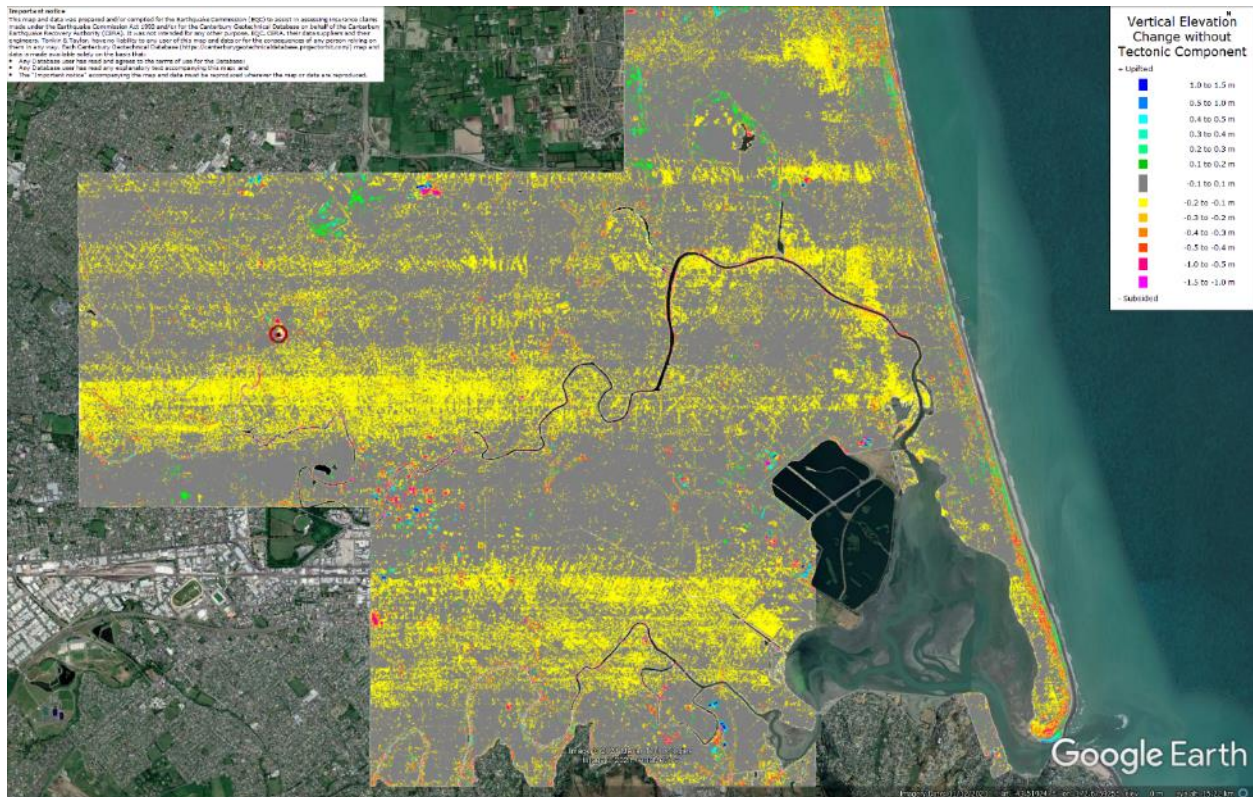 Important notice
This map and data was prepared and/or compiled for the Earthquake Commission (EQC) to assist in assessing insurance claims
made under the Earthquake Commission Act 1993 and/or for the Canterbury Geotechnical Database on behalf of the Canterbury
Earthquake Recovery Authority (CERA). It was not intended for any other purpose. EQC, CERA, their data suppliers and their
engineers, Tonkin & Taylor, have no liability to any user of this map and data or for the consequences of any person relying on
them in any way. Each Canterbury Geotechnical Database (https://canterburygeotechnicaldatabase.projectorbit.com/) map and
data is made available solely on the basis that:
• Any Database user has read and agrees to the terms of use for the Database;
• Any Database user has read any explanatory text accompanying this map; and
• The "Important notice" accompanying the map and data must be reproduced wherever the map or data are reproduced.
N
Vertical Elevation
Change without
Tectonic Component
+ Uplifted
1.0 to 1.5 m
0.5 to 1.0 m
0.4 to 0.5 m
0.3 to 0.4 m
0.2 to 0.3 m
0.1 to 0.2 m
-0.1 to 0.1 m
-0.2 to -0.1 m
-0.3 to -0.2 m
-0.4 to -0.3 m
-0.5 to -0.4 m
-1.0 to -0.5 m
-1.5 to -1.0 m
- Subsided
Google Earth
Imagery Date: